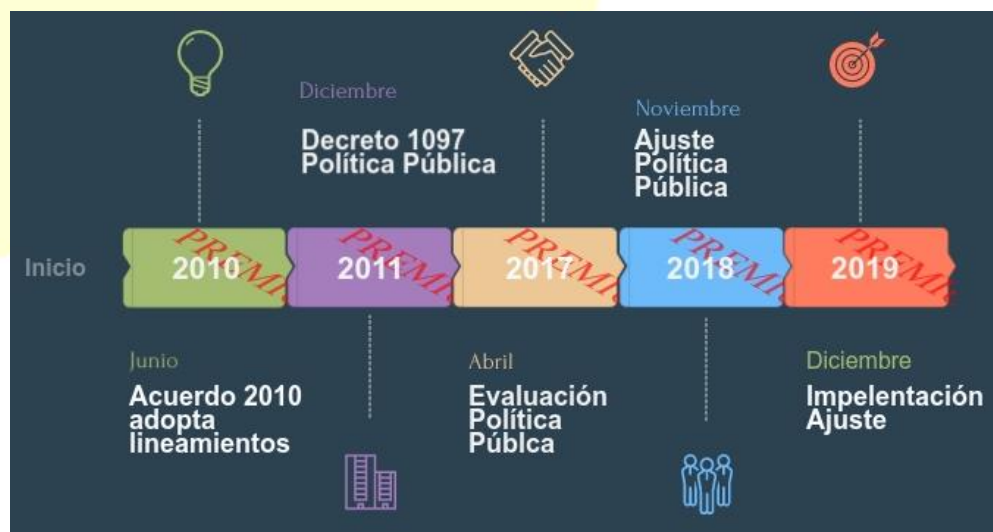 Diciembre
Decreto 1097
Política Pública
Noviembre
Ajuste
Política
Pública
Inicio
2010
2011
2017
2018
2019
Junio
Acuerdo 2010
adopta
lineamientos
Abril
Evaluación
Política
Públca
Diciembre
Impelentación
Ajuste